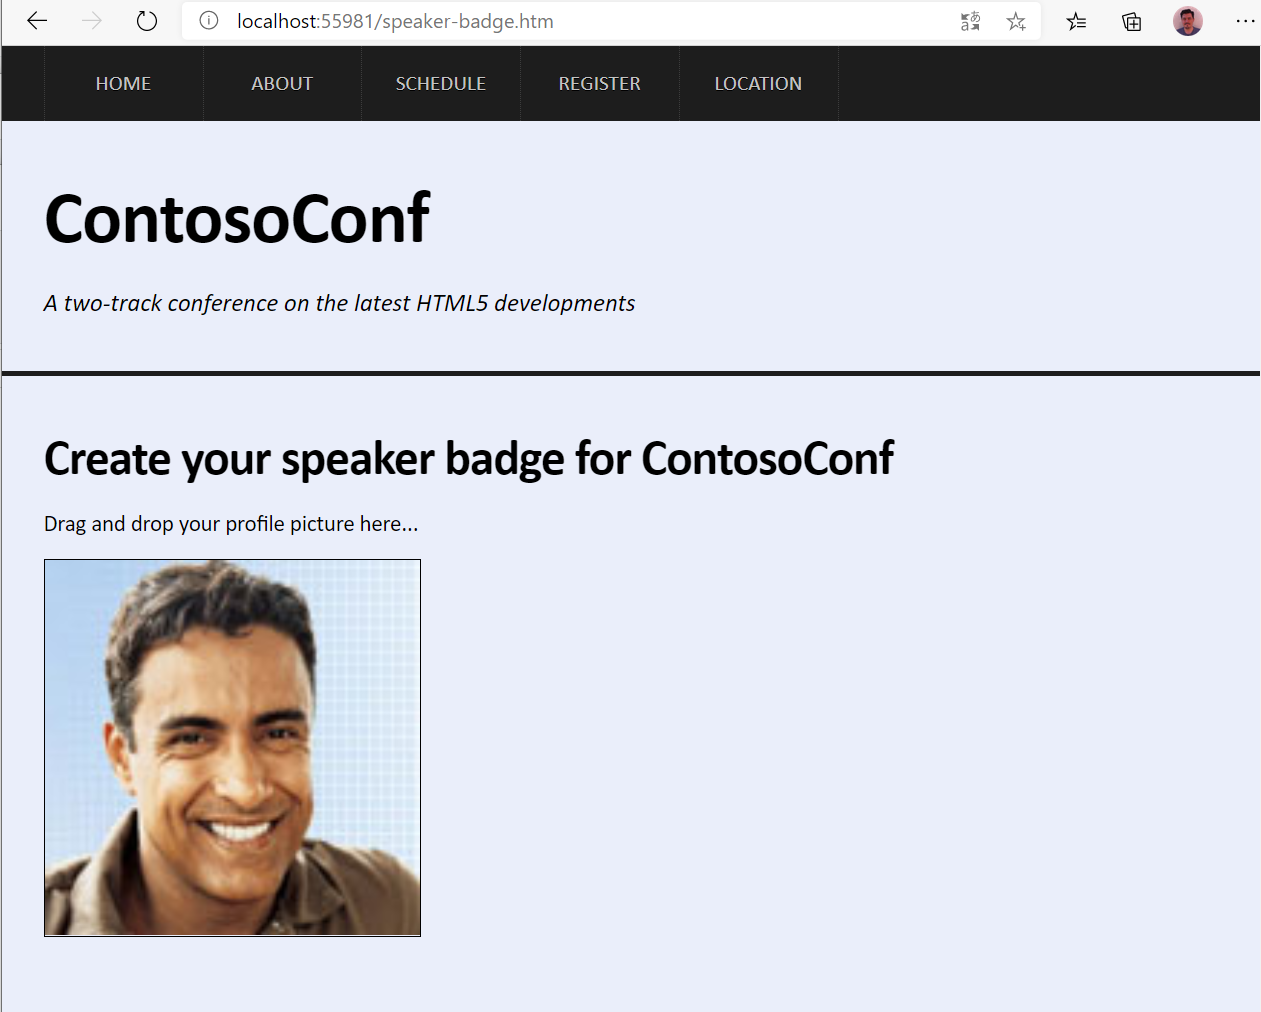 localhost:55981/speaker-badge.htm
HOME ABOUT SCHEDULE REGISTER LOCATION
ContosoConf
A two-track conference on the latest HTML5 developments
Create your speaker badge for ContosoConf
Drag and drop your profile picture here...